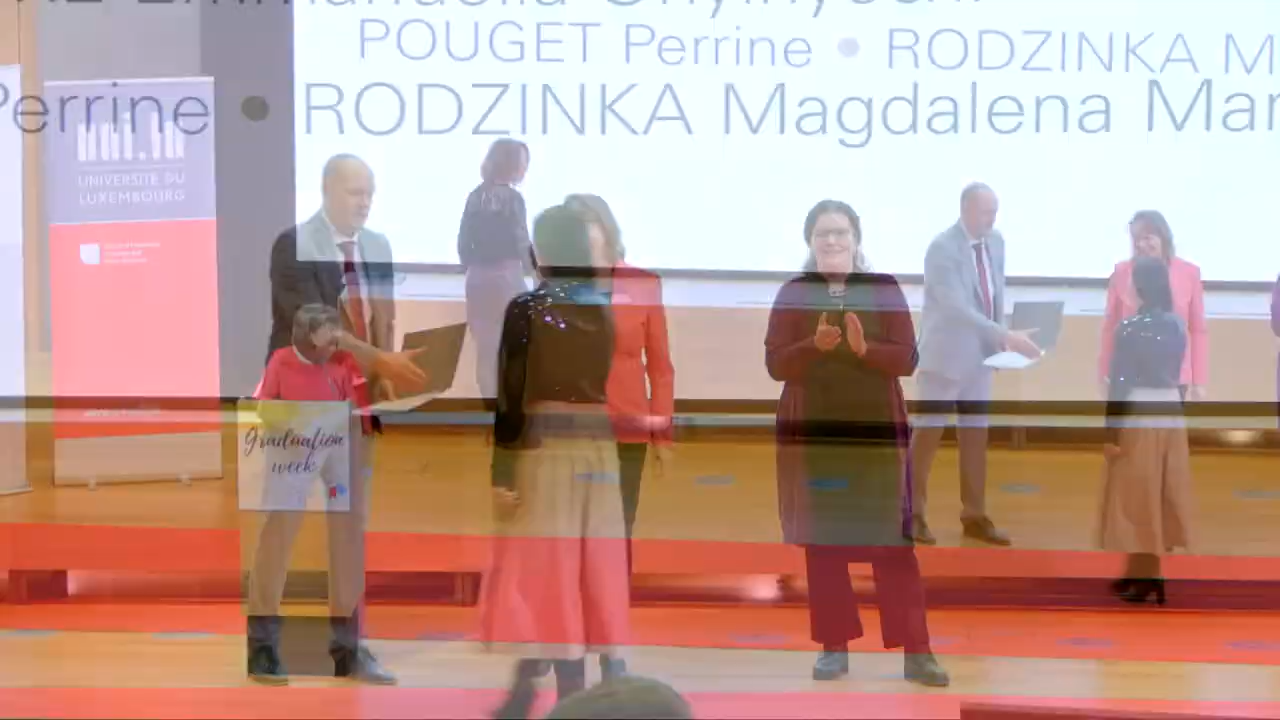 POUGET Perrine • RODZINKA M
Perrine • RODZINKA Magdalena Mar
UNIVERSITÉ DU
LUXEMBOURG
Graduation
week